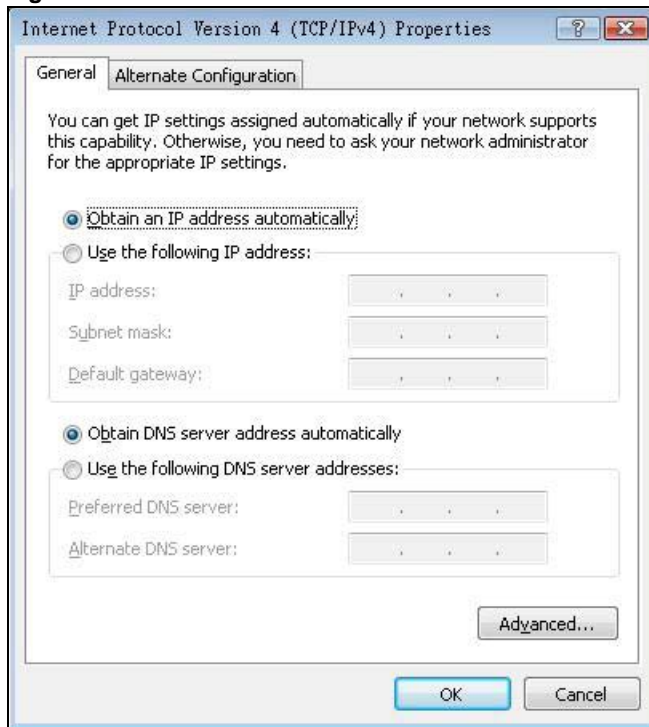 Internet Protocol Version 4 (TCP/IPv4) Properties
General
Alternate Configuration
You can get IP settings assigned automatically if your network supports
this capability. Otherwise, you need to ask your network administrator
for the appropriate IP settings.
Obtain an IP address automatically
Use the following IP address:
IP address:
Subnet mask:
Default gateway:
Obtain DNS server address automatically
Use the following DNS server addresses:
Preferred DNS server:
Alternate DNS server:
Advanced...
OK
Cancel